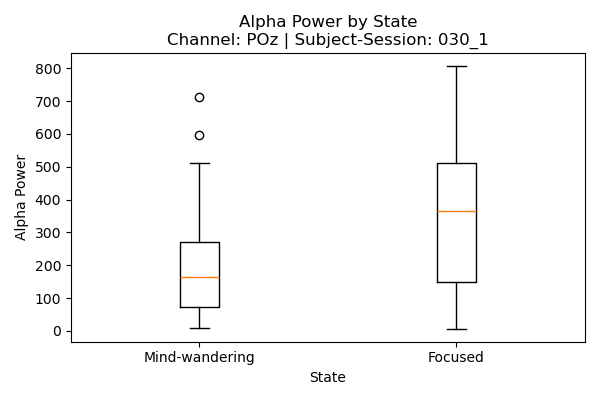 Alpha Power by State
Channel: POz | Subject-Session: 030_1
800
700
600
500
400
300
200
100
0
Alpha Power
Mind-wandering
Focused
State